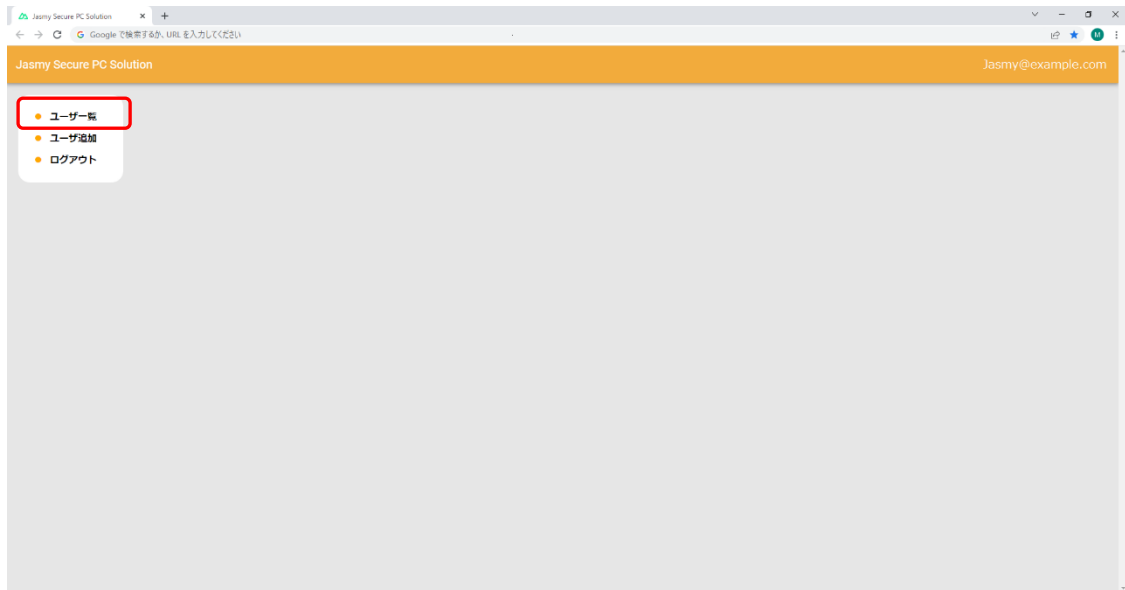 Jasmy Secure PC Solution
Google で検索するか、URL を入力してください
M
Jasmy Secure PC Solution
Jasmy@example.com
ユーザ一覧
ユーザ追加
ログアウト